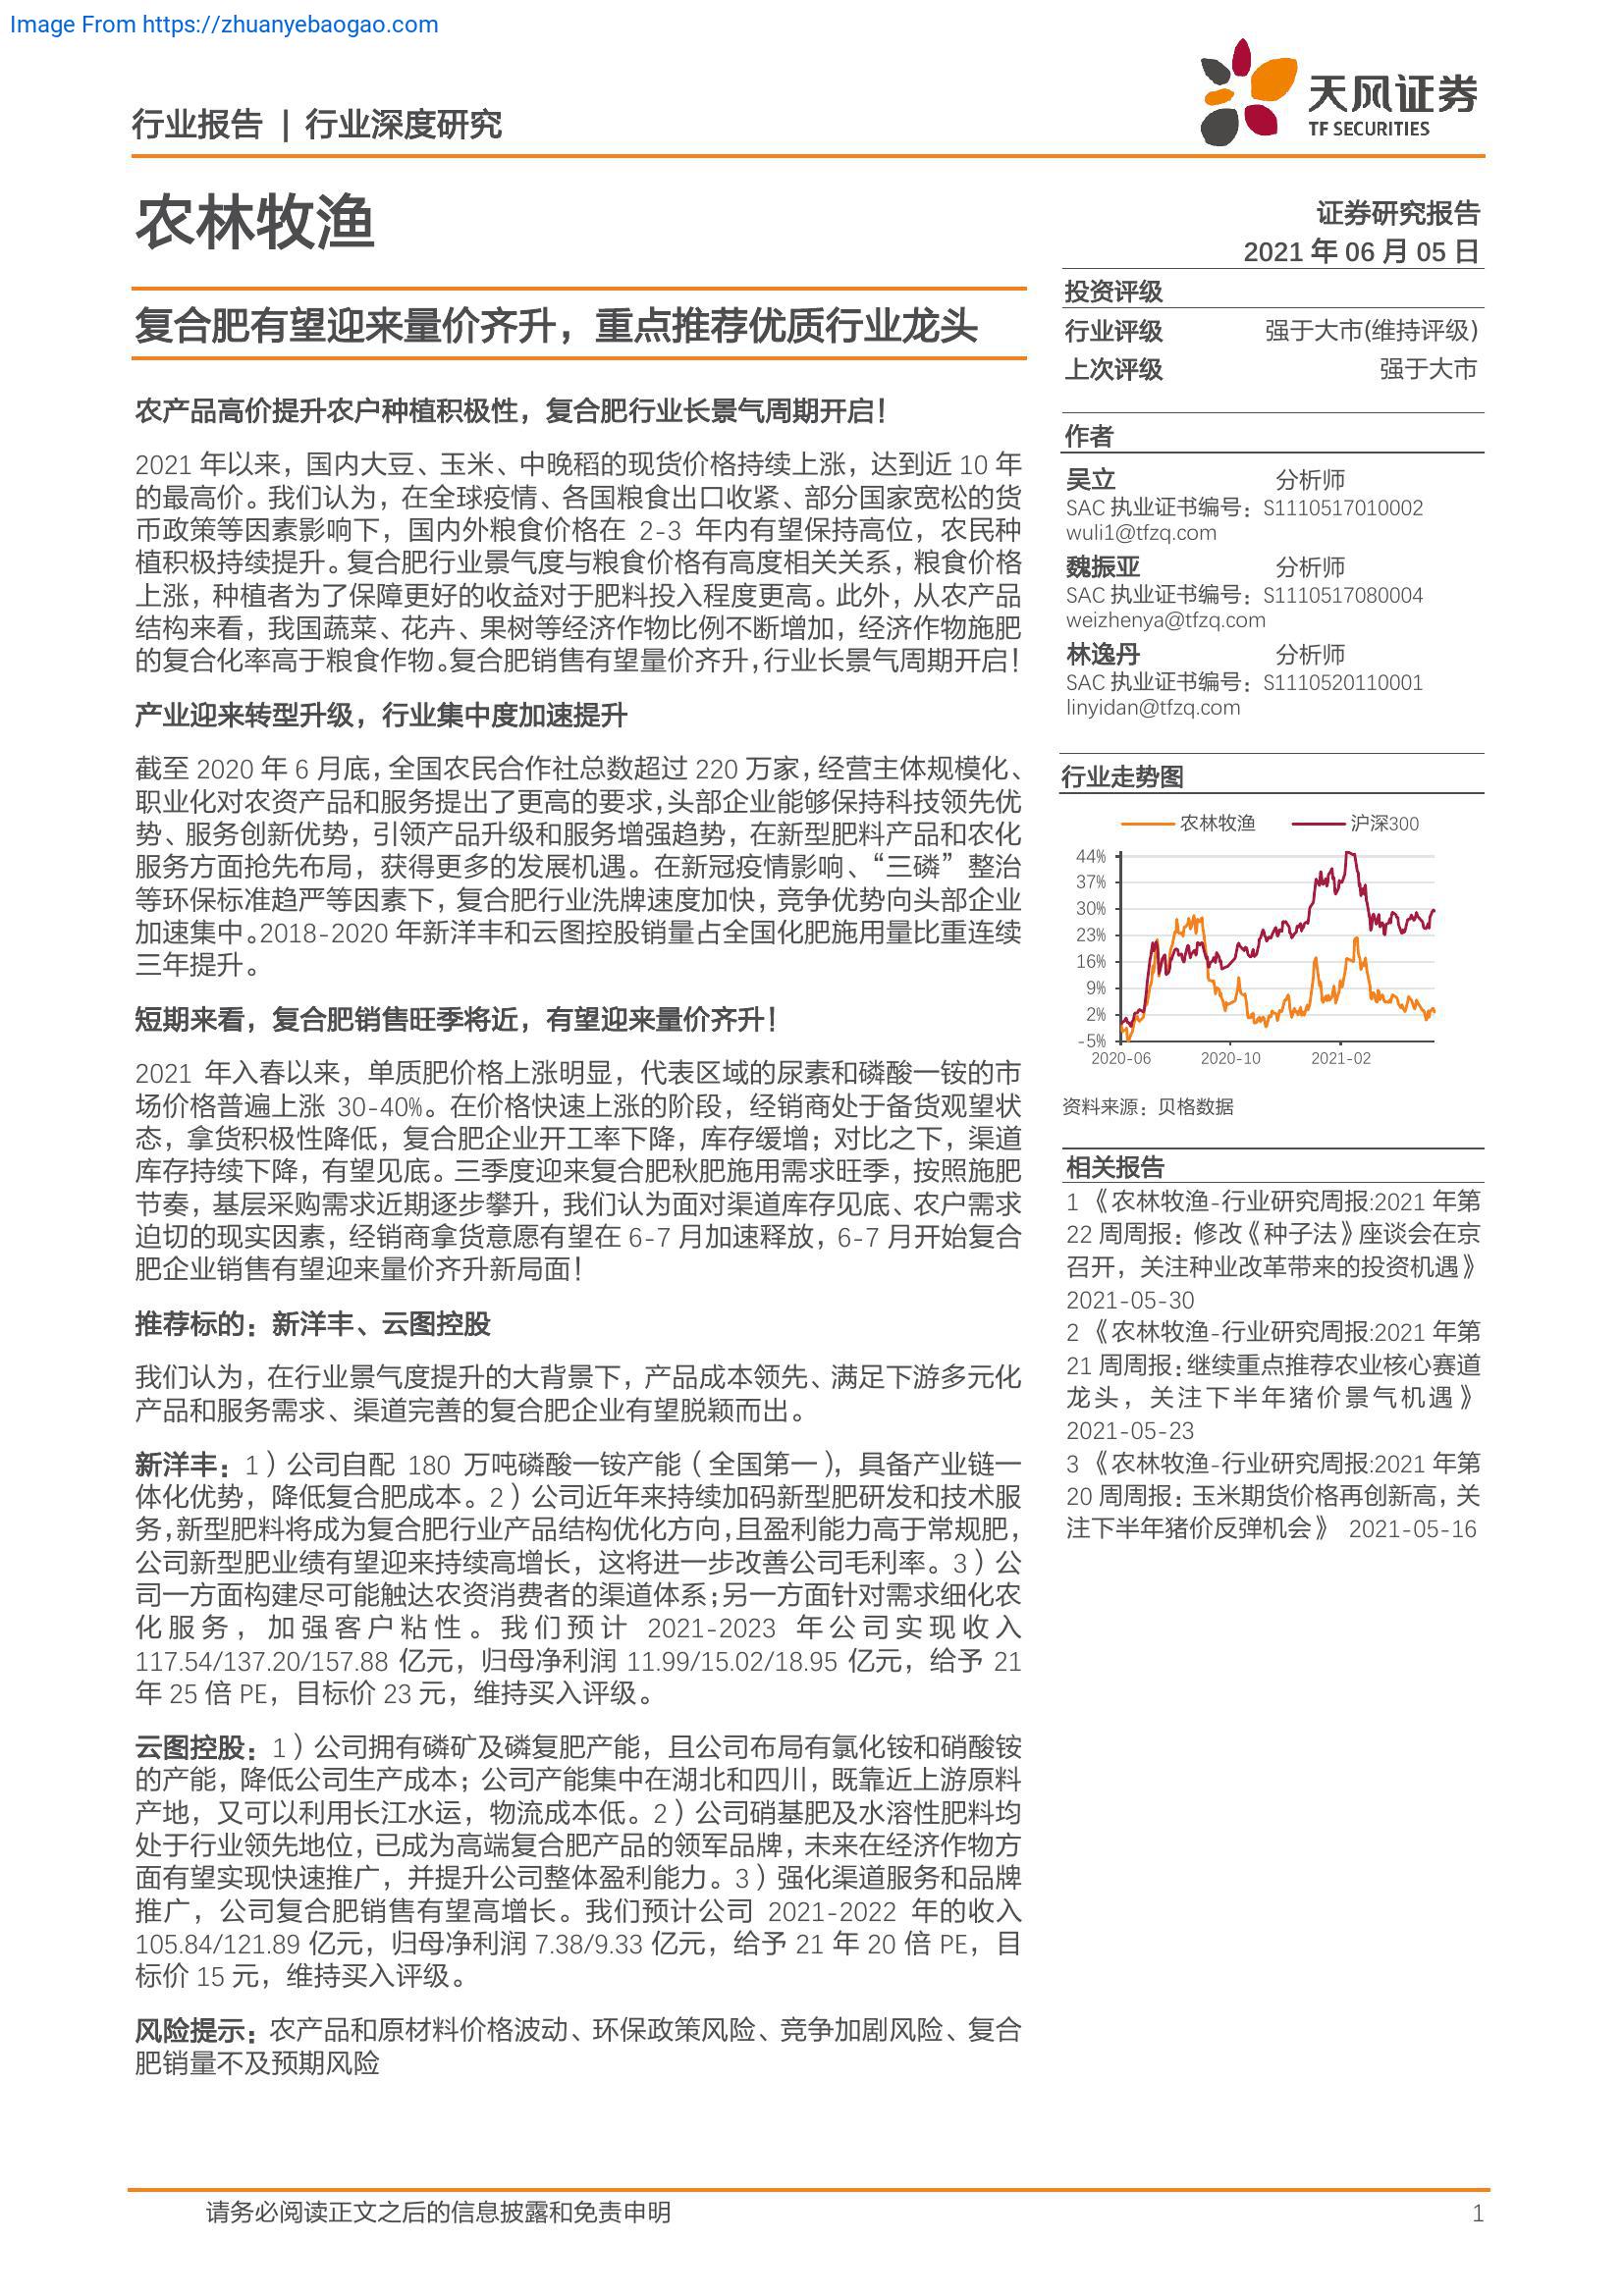 Image From https://zhuanyebaogao.com
行业报告 | 行业深度研究
天风证券
TF SECURITIES
农林牧渔
证券研究报告
2021 年 06 月 05 日
复合肥有望迎来量价齐升，重点推荐优质行业龙头
农产品高价提升农户种植积极性，复合肥行业长景气周期开启！
2021 年以来，国内大豆、玉米、中晚稻的现货价格持续上涨，达到近 10 年
的最高价。我们认为，在全球疫情、各国粮食出口收紧、部分国家宽松的货
币政策等因素影响下，国内外粮食价格在 2-3 年内有望保持高位，农民种
植积极持续提升。复合肥行业景气度与粮食价格有高度相关关系，粮食价格
上涨，种植者为了保障更好的收益对于肥料投入程度更高。此外，从农产品
结构来看，我国蔬菜、花卉、果树等经济作物比例不断增加，经济作物施肥
的复合化率高于粮食作物。复合肥销售有望量价齐升，行业长景气周期开启！
产业迎来转型升级，行业集中度加速提升
截至 2020 年 6 月底，全国农民合作社总数超过 220 万家，经营主体规模化、
职业化对农资产品和服务提出了更高的要求，头部企业能够保持科技领先优
势、服务创新优势，引领产品升级和服务增强趋势，在新型肥料产品和农化
服务方面抢先布局，获得更多的发展机遇。在新冠疫情影响、“三磷”整治
等环保标准趋严等因素下，复合肥行业洗牌速度加快，竞争优势向头部企业
加速集中。2018-2020 年新洋丰和云图控股销量占全国化肥施用量比重连续
三年提升。
短期来看，复合肥销售旺季将近，有望迎来量价齐升！
2021 年入春以来，单质肥价格上涨明显，代表区域的尿素和磷酸一铵的市
场价格普遍上涨 30-40%。在价格快速上涨的阶段，经销商处于备货观望状
态，拿货积极性降低，复合肥企业开工率下降，库存缓增；对比之下，渠道
库存持续下降，有望见底。三季度迎来复合肥秋肥施用需求旺季，按照施肥
节奏，基层采购需求近期逐步攀升，我们认为面对渠道库存见底、农户需求
迫切的现实因素，经销商拿货意愿有望在 6-7 月加速释放，6-7 月开始复合
肥企业销售有望迎来量价齐升新局面！
推荐标的：新洋丰、云图控股
我们认为，在行业景气度提升的大背景下，产品成本领先、满足下游多元化
产品和服务需求、渠道完善的复合肥企业有望脱颖而出。
新洋丰：1）公司自配 180 万吨磷酸一铵产能（全国第一），具备产业链一
体化优势，降低复合肥成本。2）公司近年来持续加码新型肥研发和技术服
务，新型肥料将成为复合肥行业产品结构优化方向，且盈利能力高于常规肥，
公司新型肥业绩有望迎来持续高增长，这将进一步改善公司毛利率。3）公
司一方面构建尽可能触达农资消费者的渠道体系；另一方面针对需求细化农
化服务，加强客户粘性。我们预计 2021-2023 年公司实现收入
117.54/137.20/157.88 亿元，归母净利润 11.99/15.02/18.95 亿元，给予 21
年 25 倍 PE，目标价 23 元，维持买入评级。
云图控股：1）公司拥有磷矿及磷复肥产能，且公司布局有氯化铵和硝酸铵
的产能，降低公司生产成本；公司产能集中在湖北和四川，既靠近上游原料
产地，又可以利用长江水运，物流成本低。2）公司硝基肥及水溶性肥料均
处于行业领先地位，已成为高端复合肥产品的领军品牌，未来在经济作物方
面有望实现快速推广，并提升公司整体盈利能力。3）强化渠道服务和品牌
推广，公司复合肥销售有望高增长。我们预计公司 2021-2022 年的收入
105.84/121.89 亿元，归母净利润 7.38/9.33 亿元，给予 21 年 20 倍 PE，目
标价 15 元，维持买入评级。
风险提示：农产品和原材料价格波动、环保政策风险、竞争加剧风险、复合
肥销量不及预期风险
投资评级
行业评级 强于大市(维持评级)
上次评级 强于大市
作者
吴立 分析师
SAC 执业证书编号：S1110517010002
wuli1@tfzq.com
魏振亚 分析师
SAC 执业证书编号：S1110517080004
weizhenya@tfzq.com
林逸丹 分析师
SAC 执业证书编号：S1110520110001
linyidan@tfzq.com
行业走势图
农林牧渔 沪深300
44%
37%
30%
23%
16%
9%
2%
-5%
2020-06 2020-10 2021-02
资料来源：贝格数据
相关报告
1 《农林牧渔-行业研究周报:2021 年第
22 周周报：修改《种子法》座谈会在京
召开，关注种业改革带来的投资机遇》
2021-05-30
2 《农林牧渔-行业研究周报:2021 年第
21 周周报：继续重点推荐农业核心赛道
龙头，关注下半年猪价景气机遇》
2021-05-23
3 《农林牧渔-行业研究周报:2021 年第
20 周周报：玉米期货价格再创新高，关
注下半年猪价反弹机会》 2021-05-16
请务必阅读正文之后的信息披露和免责申明 1